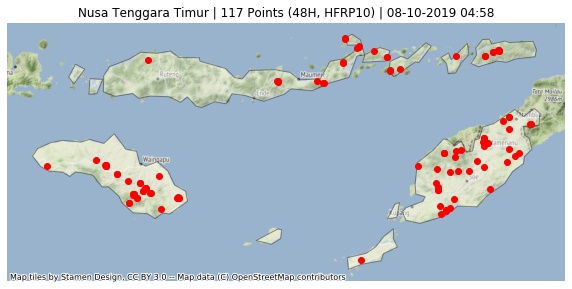 Nusa Tenggara Timur | 117 Points (48H, HFRP10) | 08-10-2019 04:58
Maumere
Ruteng
Ende
Waingapu
Kupang
Map tiles by Stamen Design, CC BY 3.0 -- Map data (C) OpenStreetMap contributors